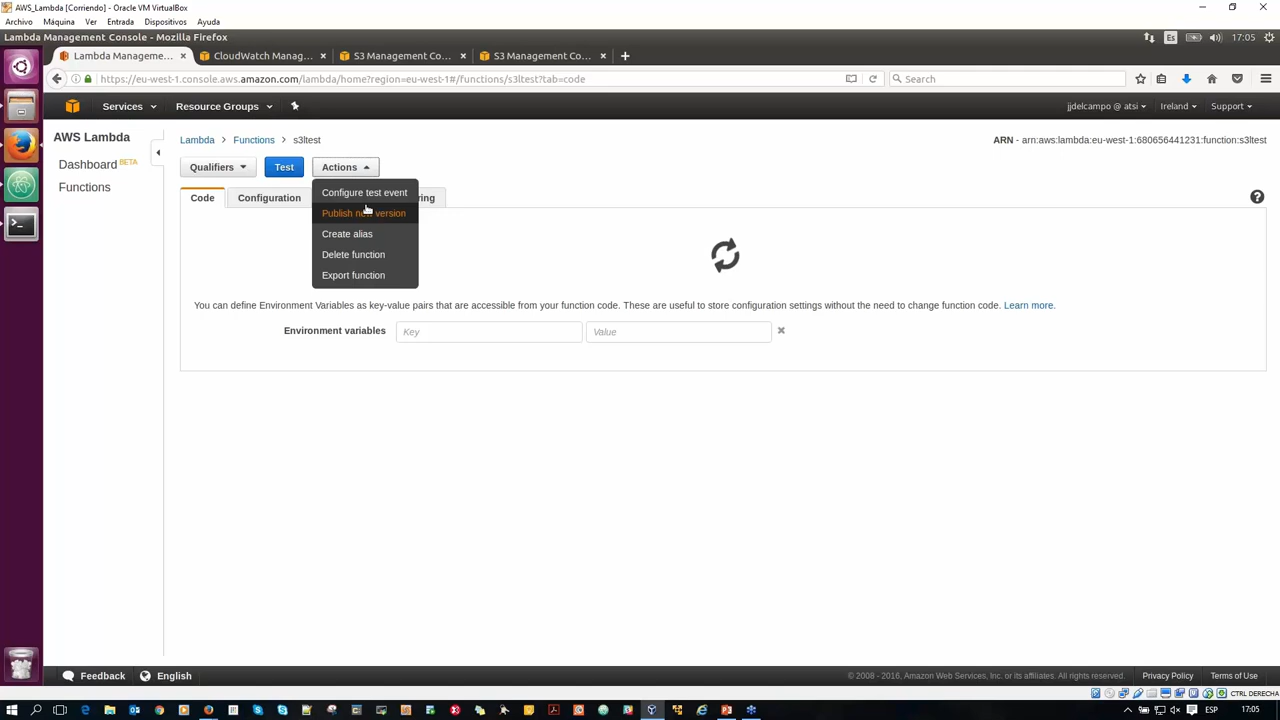 AWS_Lambda [Corriendo] - Oracle VM VirtualBox
Archivo Máquina Ver Entrada Dispositivos Ayuda
Lambda Management Console - Mozilla Firefox
Es 17:05
Lambda Manageme...
CloudWatch Manag...
S3 Management Co...
S3 Management Co...
https://eu-west-1.console.aws.amazon.com/lambda/home?region=eu-west-1#/functions/s3ltest?tab=code
Search
Services Resource Groups
jjdelcampo @ atsi Ireland Support
AWS Lambda
Dashboard BETA
Functions
Lambda > Functions > s3ltest
ARN - arn:aws:lambda:eu-west-1:680656441231:function:s3ltest
Qualifiers Test Actions
Configure test event
Publish new version
Create alias
Delete function
Export function
Code Configuration ring
You can define Environment Variables as key-value pairs that are accessible from your function code. These are useful to store configuration settings without the need to change function code. Learn more.
Environment variables Key Value
Feedback English
© 2008 - 2016, Amazon Web Services, Inc. or its affiliates. All rights reserved. Privacy Policy Terms of Use
CTRL DERECHA
ESP 17:05